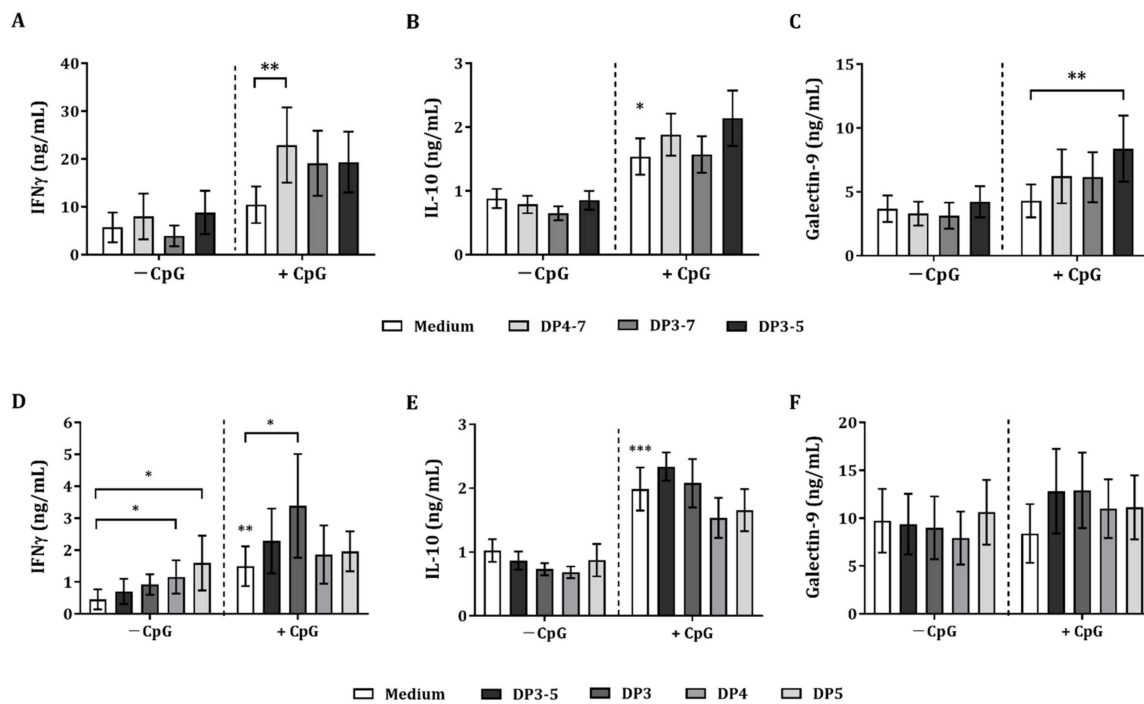 A
IFNγ (ng/mL)
40
30
20
10
0
**
－CpG
+ CpG
B
IL-10 (ng/mL)
3
2
1
0
*
－CpG
+ CpG
C
Galectin-9 (ng/mL)
15
10
5
0
**
－CpG
+ CpG
Medium DP4-7 DP3-7 DP3-5
D
IFNγ (ng/mL)
6
5
4
3
2
1
0
*
*
**
*
－CpG
+ CpG
E
IL-10 (ng/mL)
3
2
1
0
***
－CpG
+ CpG
F
Galectin-9 (ng/mL)
20
15
10
5
0
－CpG
+ CpG
Medium DP3-5 DP3 DP4 DP5